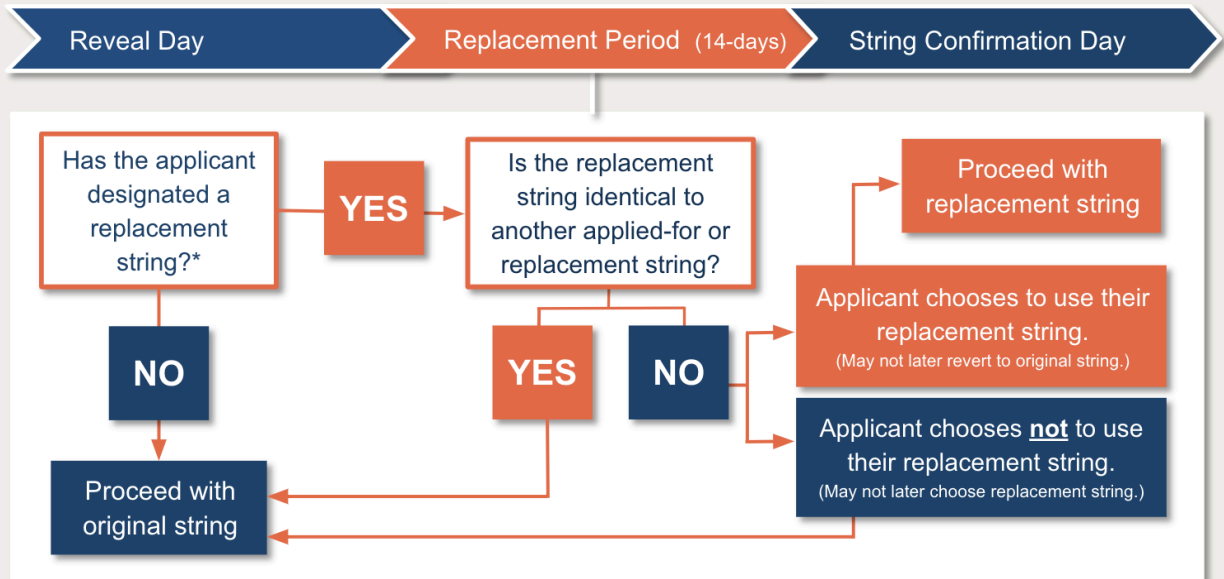 Reveal Day
Replacement Period (14-days)
String Confirmation Day
Has the applicant
designated a
replacement
string?*
YES
Is the replacement
string identical to
another applied-for or
replacement string?
Proceed with
replacement string
NO
YES
NO
Applicant chooses to use their
replacement string.
(May not later revert to original string.)
Applicant chooses not to use
their replacement string.
(May not later choose replacement string.)
Proceed with
original string